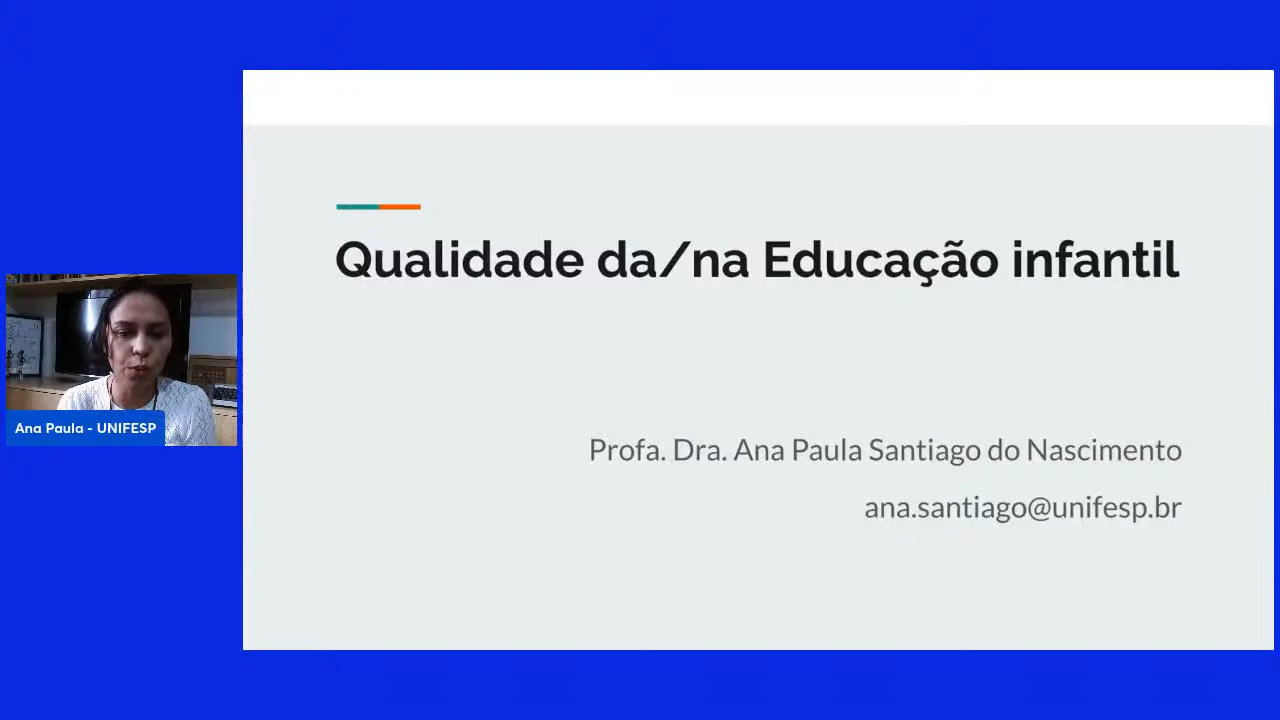 Qualidade da/na Educação infantil
Profa. Dra. Ana Paula Santiago do Nascimento
ana.santiago@unifesp.br
Ana Paula - UNIFESP